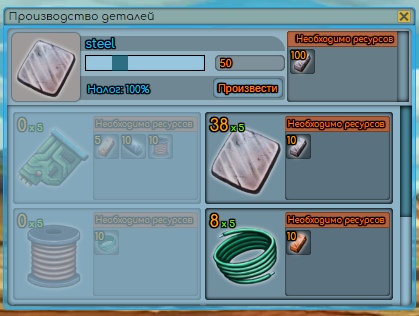 Производство деталей
steel
50
Налог: 100%
Произвести
Необходимо ресурсов
100
0 x 5
Необходимо ресурсов
5 10 10
38 x 5
Необходимо ресурсов
10
0 x 5
Необходимо ресурсов
10
8 x 5
Необходимо ресурсов
10